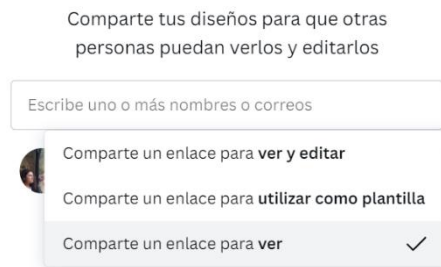 Comparte tus diseños para que otras
personas puedan verlos y editarlos
Escribe uno o más nombres o correos
Comparte un enlace para ver y editar
Comparte un enlace para utilizar como plantilla
Comparte un enlace para ver